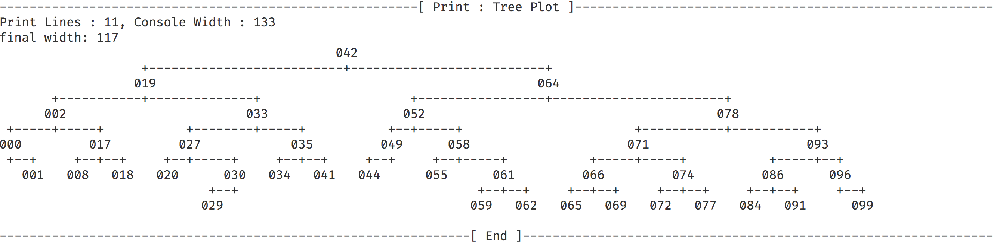 --------------------------------------------------------[ Print : Tree Plot ]--------------------------------------------------------
Print Lines : 11, Console Width : 133
final width: 117
                                             042
                   +--------------------------+--------------------------+
                  019                                                   064
       +-----------+--------------+                    +-----------------+-----------------------+
      002                        033                  054                                       078
 +-----+-----+           +--------+-----+           +--+-----+                       +-----------+-----------+
000         017         027            035         049      058                     071                     093
 +--+     +--+--+     +--+-----+     +--+--+     +--+     +--+-----+           +-----+-----+           +-----+--+
   001   008   018   020      030   034   041   044      055      061         066         074         086      096
                            +--+                                +--+--+     +--+--+     +--+--+     +--+--+     +--+
                           029                                 059   062   065   069   072   077   084   091      099
---------------------------------------------------------------[ End ]---------------------------------------------------------------